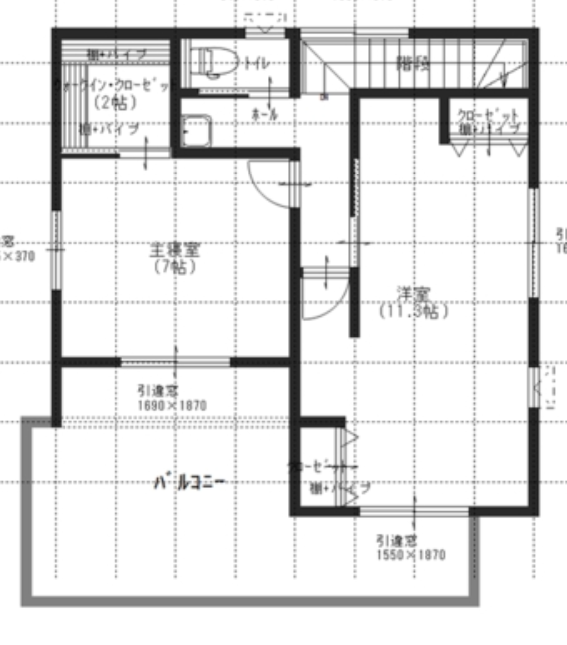 棚+パイプ
トイレ
階段
ウォークイン・クローゼット
(2帖)
ホール
クローゼット
棚+パイプ
棚+パイプ
主寝室
(7帖)
窓
×370
洋室
(11.3帖)
引違窓
1690×1870
バルコニー
クローゼット
棚+パイプ
引違窓
1550×1870